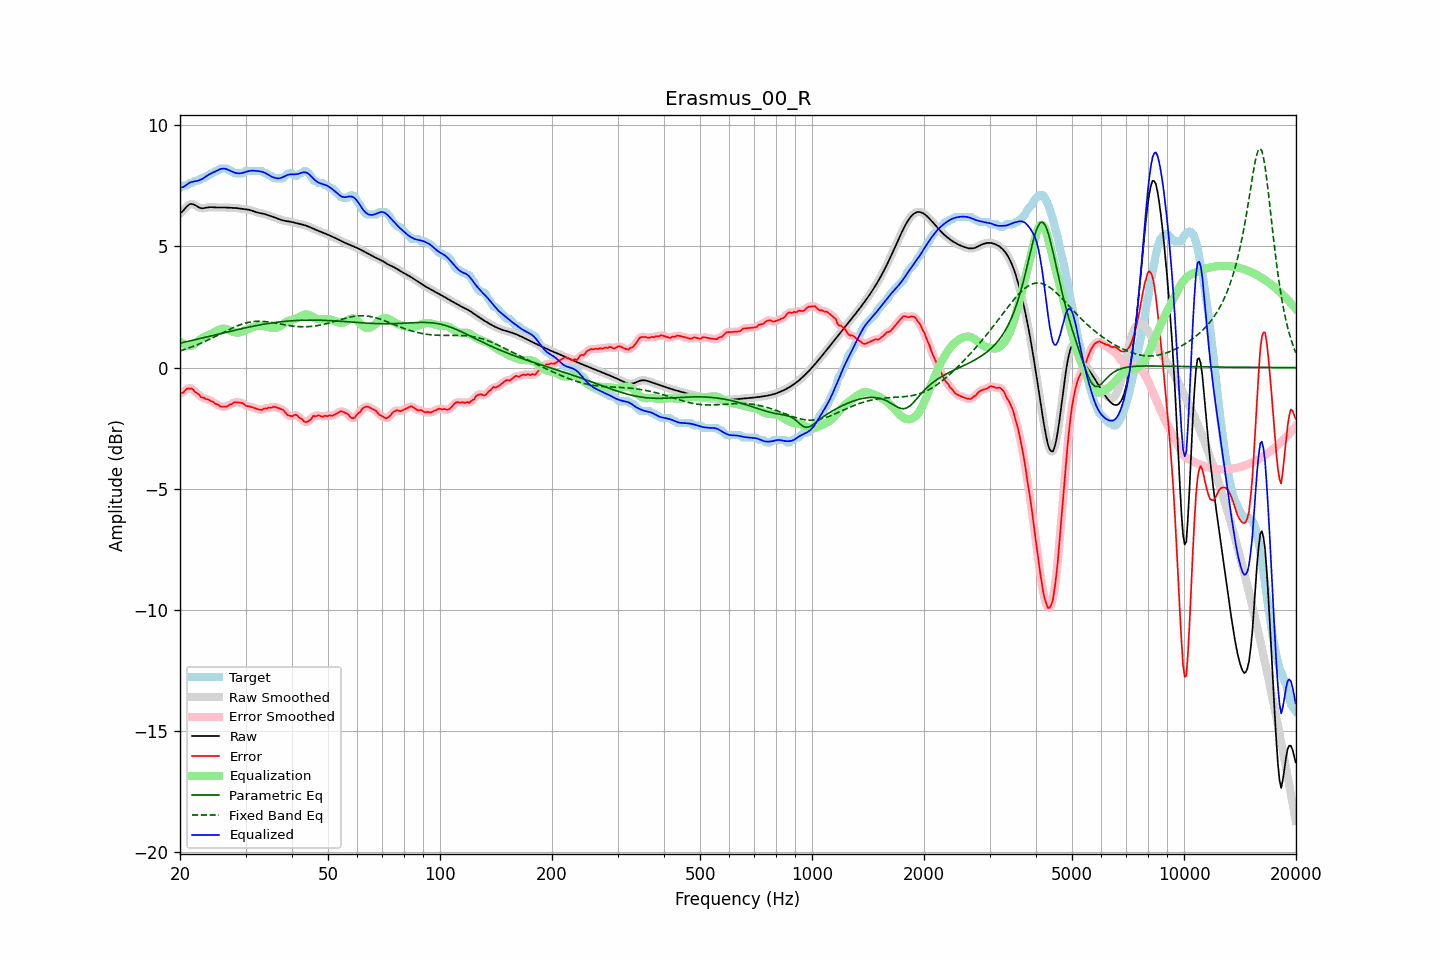 Erasmus_00_R
10
5
0
−5
−10
−15
−20
Amplitude (dBr)
Target
Raw Smoothed
Error Smoothed
Raw
Error
Equalization
Parametric Eq
Fixed Band Eq
Equalized
20 50 100 200 500 1000 2000 5000 10000 20000
Frequency (Hz)